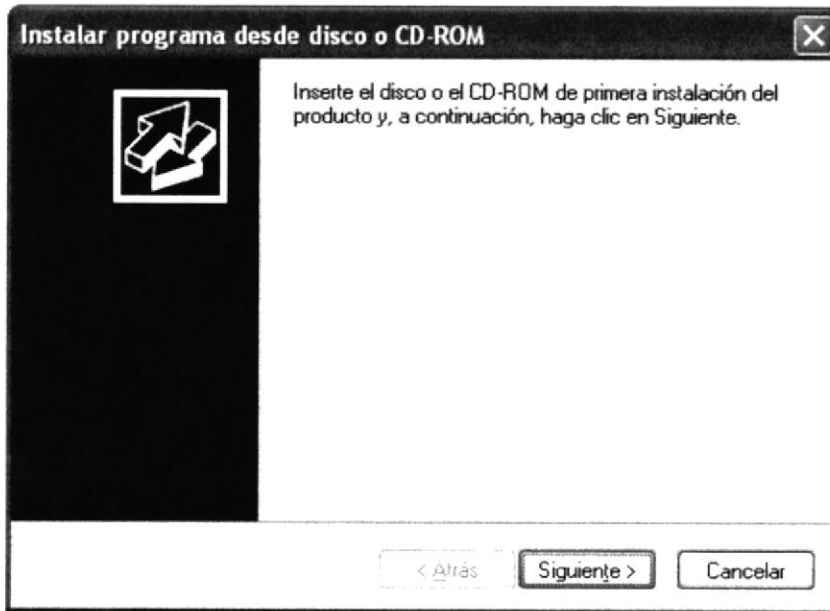 Instalar programa desde disco o CD-ROM
Inserte el disco o el CD-ROM de primera instalación del
producto y, a continuación, haga clic en Siguiente.
< Atrás
Siguiente >
Cancelar